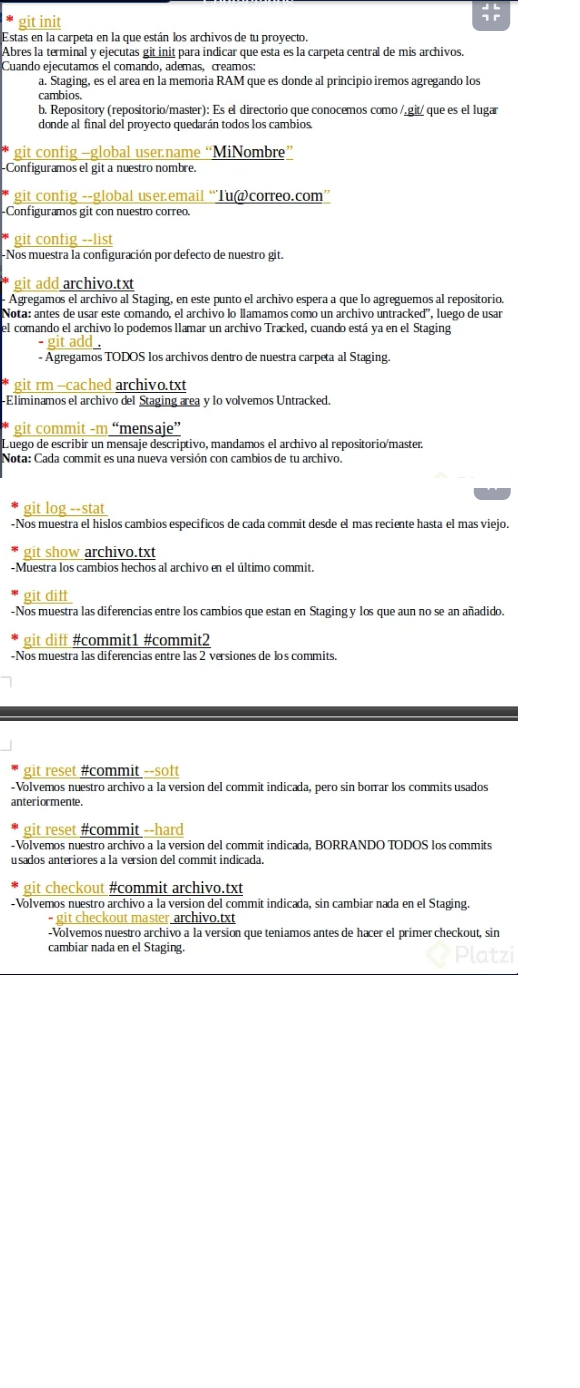 * git init
Estas en la carpeta en la que están los archivos de tu proyecto.
Abres la terminal y ejecutas git init para indicar que esta es la carpeta central de mis archivos.
Cuando ejecutamos el comando, ademas, creamos:
a. Staging, es el area en la memoria RAM que es donde al principio iremos agregando los
cambios.
b. Repository (repositorio/master): Es el directorio que conocemos como /.git/ que es el lugar
donde al final del proyecto quedarán todos los cambios.
* git config –global user.name “MiNombre”
-Configuramos el git a nuestro nombre.
* git config --global user.email “Tu@correo.com”
-Configuramos git con nuestro correo.
* git config --list
-Nos muestra la configuración por defecto de nuestro git.
* git add archivo.txt
- Agregamos el archivo al Staging, en este punto el archivo espera a que lo agreguemos al repositorio.
Nota: antes de usar este comando, el archivo lo llamamos como un archivo untracked”, luego de usar
el comando el archivo lo podemos llamar un archivo Tracked, cuando está ya en el Staging
- git add .
- Agregamos TODOS los archivos dentro de nuestra carpeta al Staging.
* git rm –cached archivo.txt
-Eliminamos el archivo del Staging area y lo volvemos Untracked.
* git commit -m “mensaje”
Luego de escribir un mensaje descriptivo, mandamos el archivo al repositorio/master.
Nota: Cada commit es una nueva versión con cambios de tu archivo.
* git log --stat
-Nos muestra el hislos cambios especificos de cada commit desde el mas reciente hasta el mas viejo.
* git show archivo.txt
-Muestra los cambios hechos al archivo en el último commit.
* git diff
-Nos muestra las diferencias entre los cambios que estan en Staging y los que aun no se an añadido.
* git diff #commit1 #commit2
-Nos muestra las diferencias entre las 2 versiones de los commits.
* git reset #commit --soft
-Volvemos nuestro archivo a la version del commit indicada, pero sin borrar los commits usados
anteriormente.
* git reset #commit --hard
-Volvemos nuestro archivo a la version del commit indicada, BORRANDO TODOS los commits
usados anteriores a la version del commit indicada.
* git checkout #commit archivo.txt
-Volvemos nuestro archivo a la version del commit indicada, sin cambiar nada en el Staging.
- git checkout master archivo.txt
-Volvemos nuestro archivo a la version que teniamos antes de hacer el primer checkout, sin
cambiar nada en el Staging.
Platzi